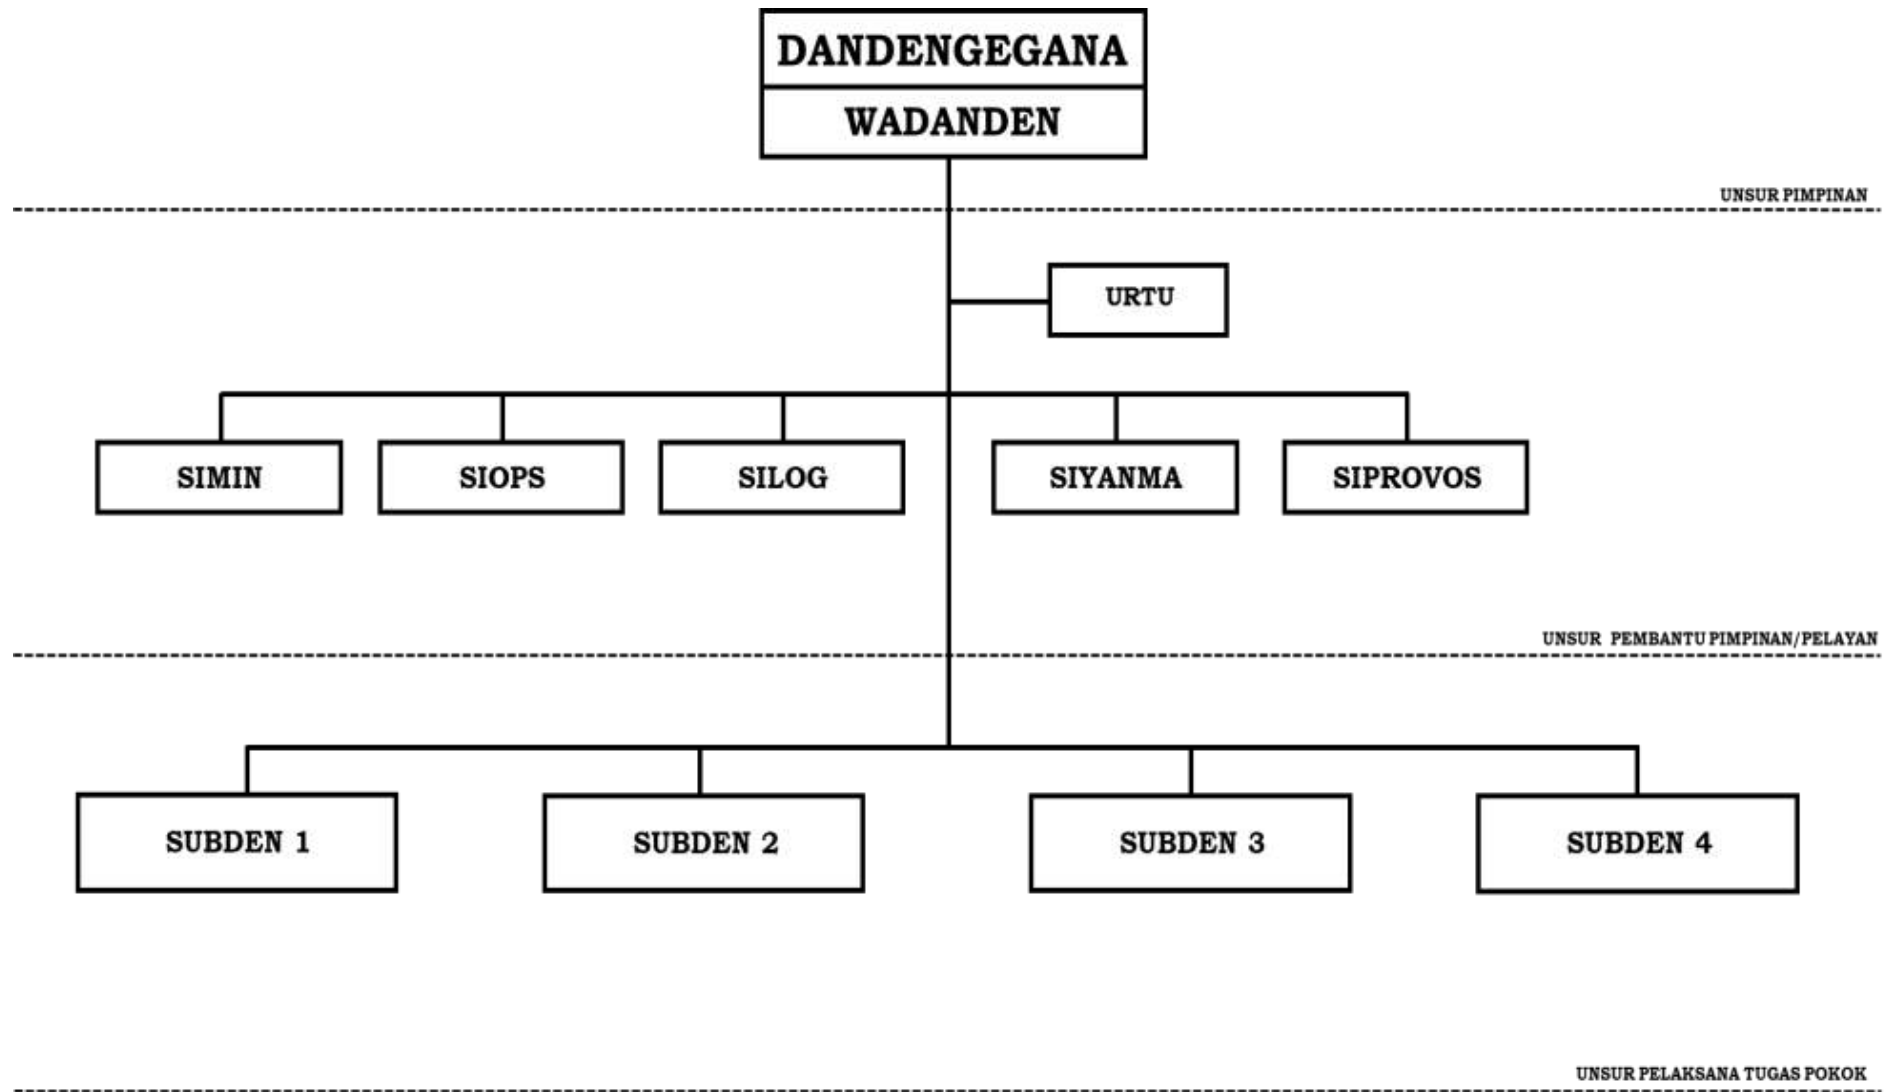 DANDENGEGANA
WADANDEN
UNSUR PIMPINAN
URTU
SIMIN
SIOPS
SILOG
SIYANMA
SIPROVOS
UNSUR PEMBANTU PIMPINAN/PELAYAN
SUBDEN 1
SUBDEN 2
SUBDEN 3
SUBDEN 4
UNSUR PELAKSANA TUGAS POKOK